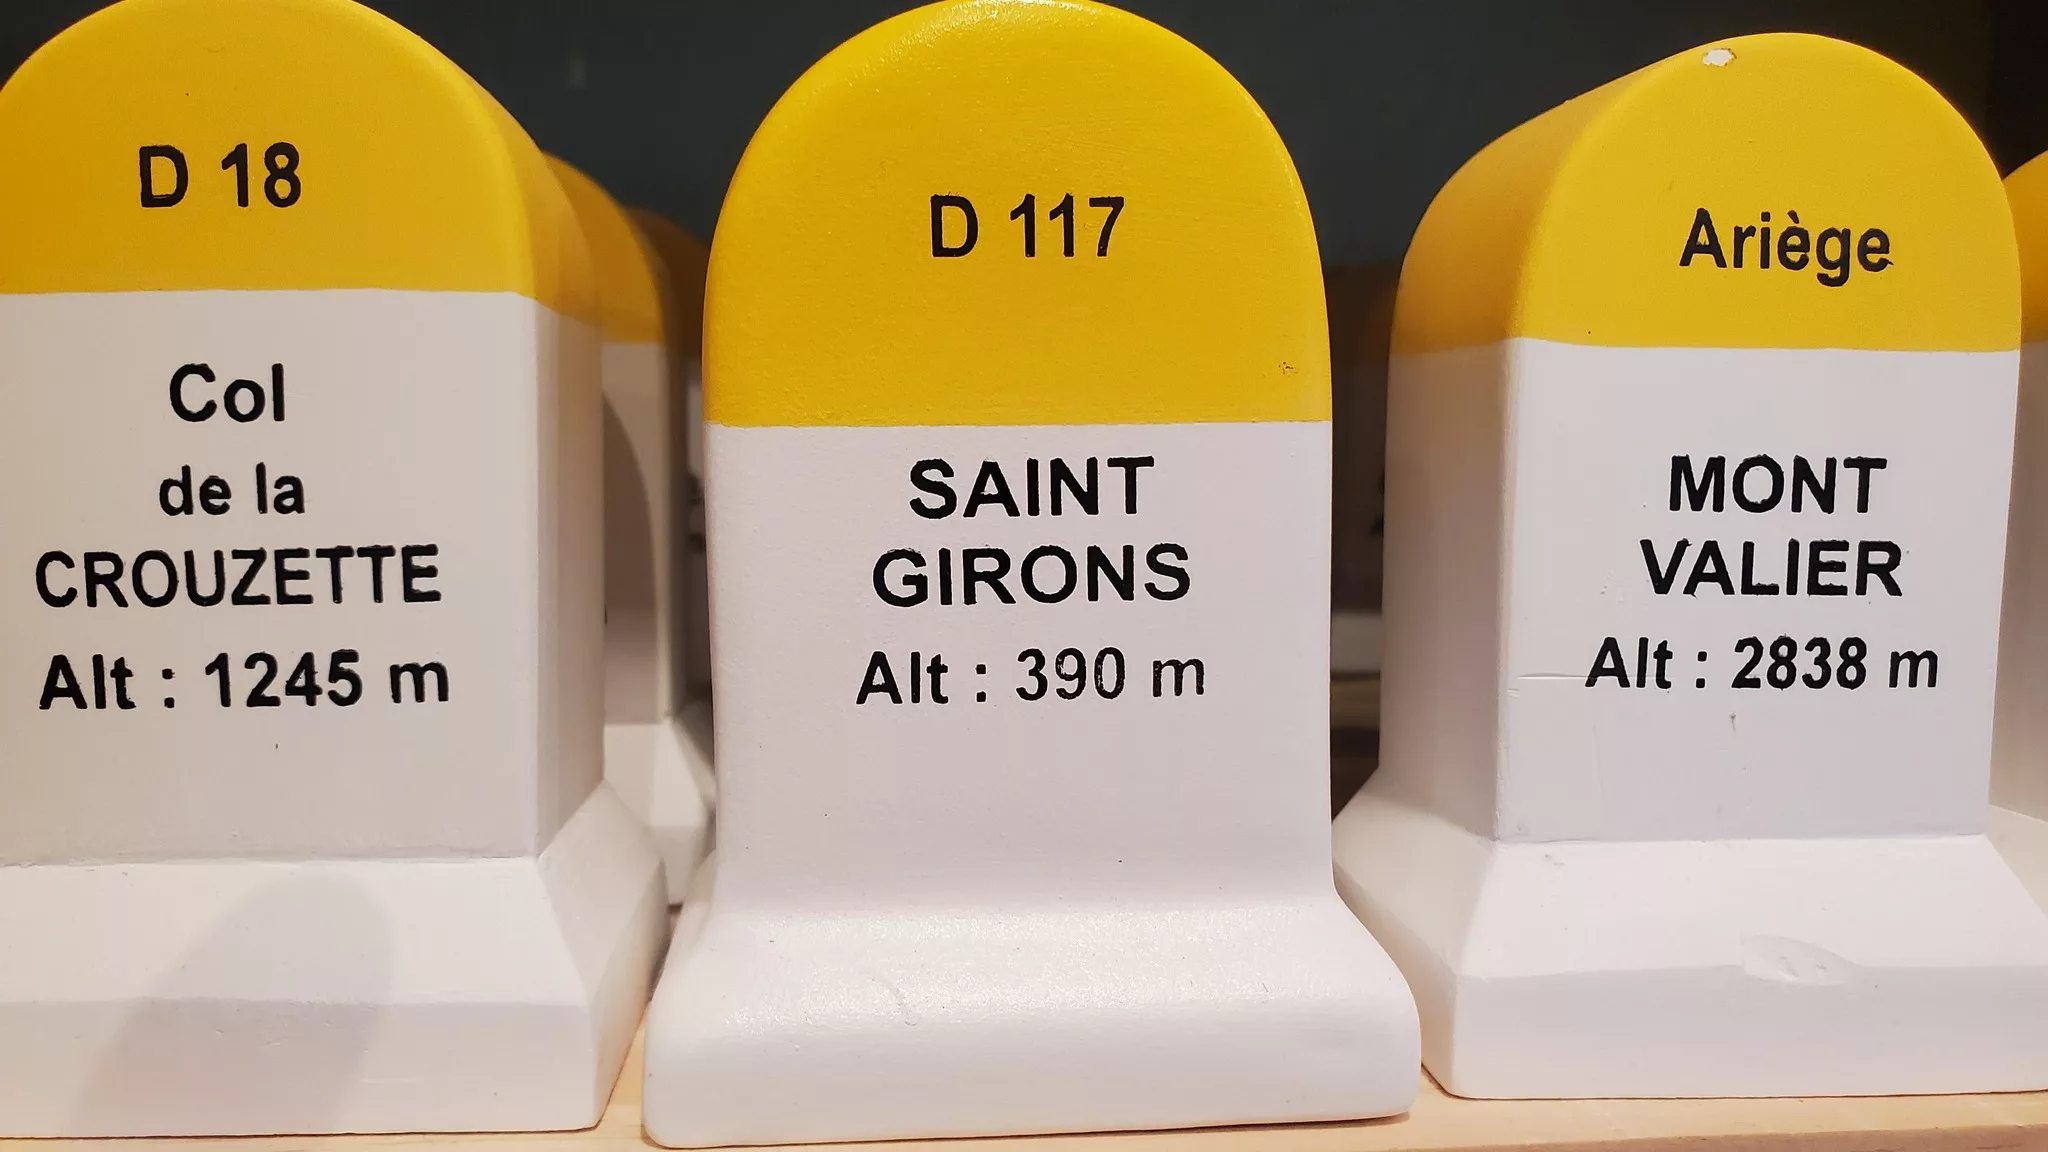 D 18
Col
de la
CROUZETTE
Alt : 1245 m
D 117
SAINT
GIRONS
Alt : 390 m
Ariège
MONT
VALIER
Alt : 2838 m